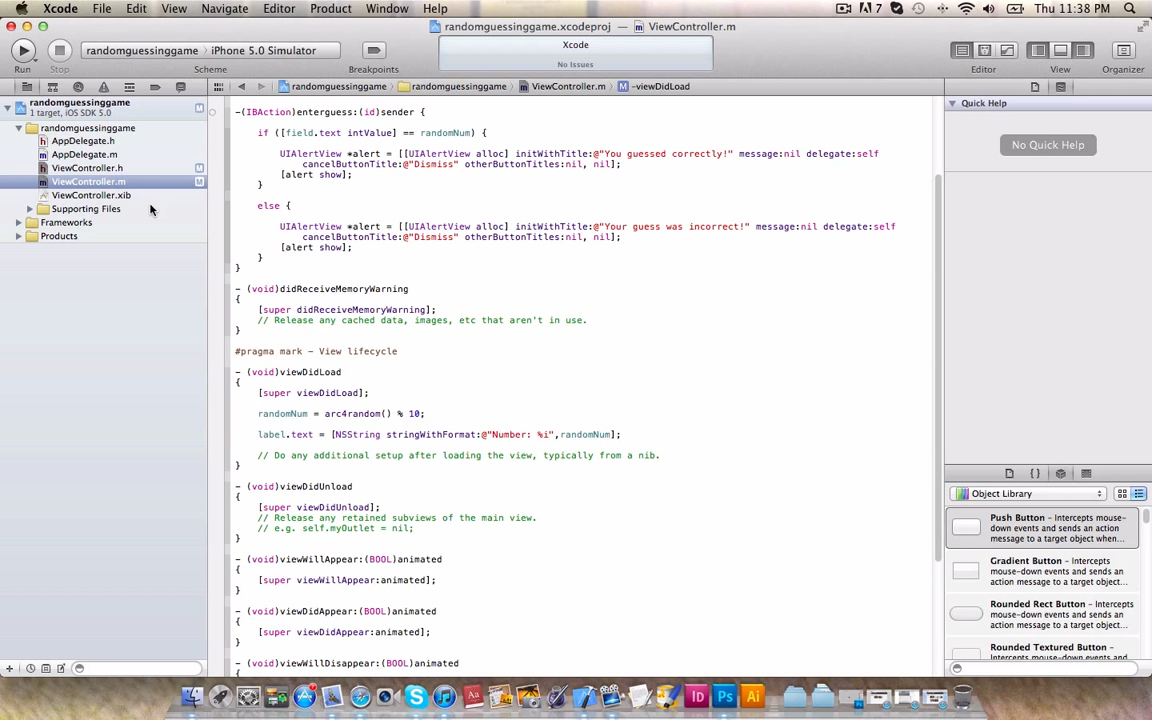 Xcode File Edit View Navigate Editor Product Window Help
7 Thu 11:38 PM
randomguessinggame.xcodeproj — ViewController.m
randomguessinggame iPhone 5.0 Simulator
Xcode
No Issues
Run Stop Scheme Breakpoints Editor View Organizer
randomguessinggame randomguessinggame ViewController.m -viewDidLoad
randomguessinggame M
1 target, iOS SDK 5.0
randomguessinggame
AppDelegate.h
AppDelegate.m
ViewController.h M
ViewController.m M
ViewController.xib
Supporting Files
Frameworks
Products
-(IBAction)enterguess:(id)sender {
if ([field.text intValue] == randomNum) {
UIAlertView *alert = [[UIAlertView alloc] initWithTitle:@"You guessed correctly!" message:nil delegate:self
cancelButtonTitle:@"Dismiss" otherButtonTitles:nil, nil];
[alert show];
}
else {
UIAlertView *alert = [[UIAlertView alloc] initWithTitle:@"Your guess was incorrect!" message:nil delegate:self
cancelButtonTitle:@"Dismiss" otherButtonTitles:nil, nil];
[alert show];
}
}
- (void)didReceiveMemoryWarning
{
[super didReceiveMemoryWarning];
// Release any cached data, images, etc that aren't in use.
}
#pragma mark - View lifecycle
- (void)viewDidLoad
{
[super viewDidLoad];
randomNum = arc4random() % 10;
label.text = [NSString stringWithFormat:@"Number: %i",randomNum];
// Do any additional setup after loading the view, typically from a nib.
}
- (void)viewDidUnload
{
[super viewDidUnload];
// Release any retained subviews of the main view.
// e.g. self.myOutlet = nil;
}
- (void)viewWillAppear:(BOOL)animated
{
[super viewWillAppear:animated];
}
- (void)viewDidAppear:(BOOL)animated
{
[super viewDidAppear:animated];
}
- (void)viewWillDisappear:(BOOL)animated
{
Quick Help
No Quick Help
{}
Object Library
Push Button - Intercepts mouse-
down events and sends an
action message to a target
object when...
Gradient Button - Intercepts
mouse-down events and sends an
action message to a target object...
Rounded Rect Button - Intercepts
mouse-down events and sends an
action message to a target object...
Rounded Textured Button -
Intercepts mouse-down events and
Aa Id Ps Ai